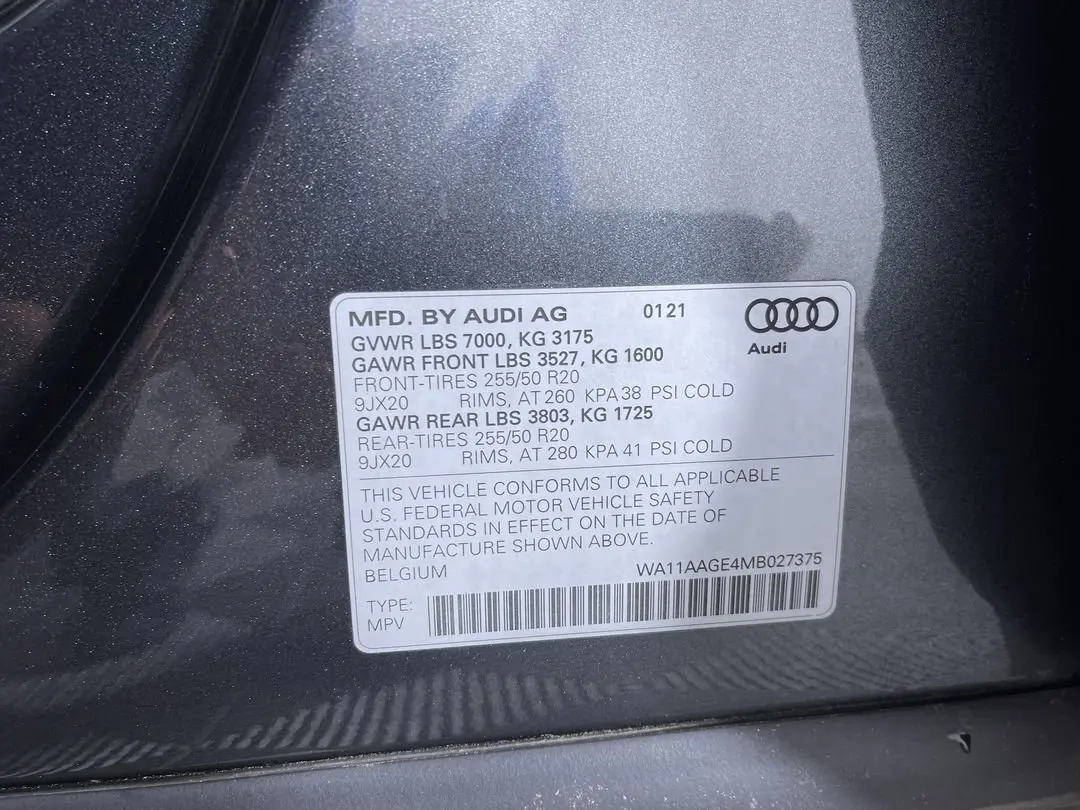 MFD. BY AUDI AG 0121
Audi
GVWR LBS 7000, KG 3175
GAWR FRONT LBS 3527, KG 1600
FRONT-TIRES 255/50 R20
9JX20 RIMS, AT 260 KPA 38 PSI COLD
GAWR REAR LBS 3803, KG 1725
REAR-TIRES 255/50 R20
9JX20 RIMS, AT 280 KPA 41 PSI COLD
THIS VEHICLE CONFORMS TO ALL APPLICABLE
U.S. FEDERAL MOTOR VEHICLE SAFETY
STANDARDS IN EFFECT ON THE DATE OF
MANUFACTURE SHOWN ABOVE.
BELGIUM WA11AAGE4MB027375
TYPE:
MPV